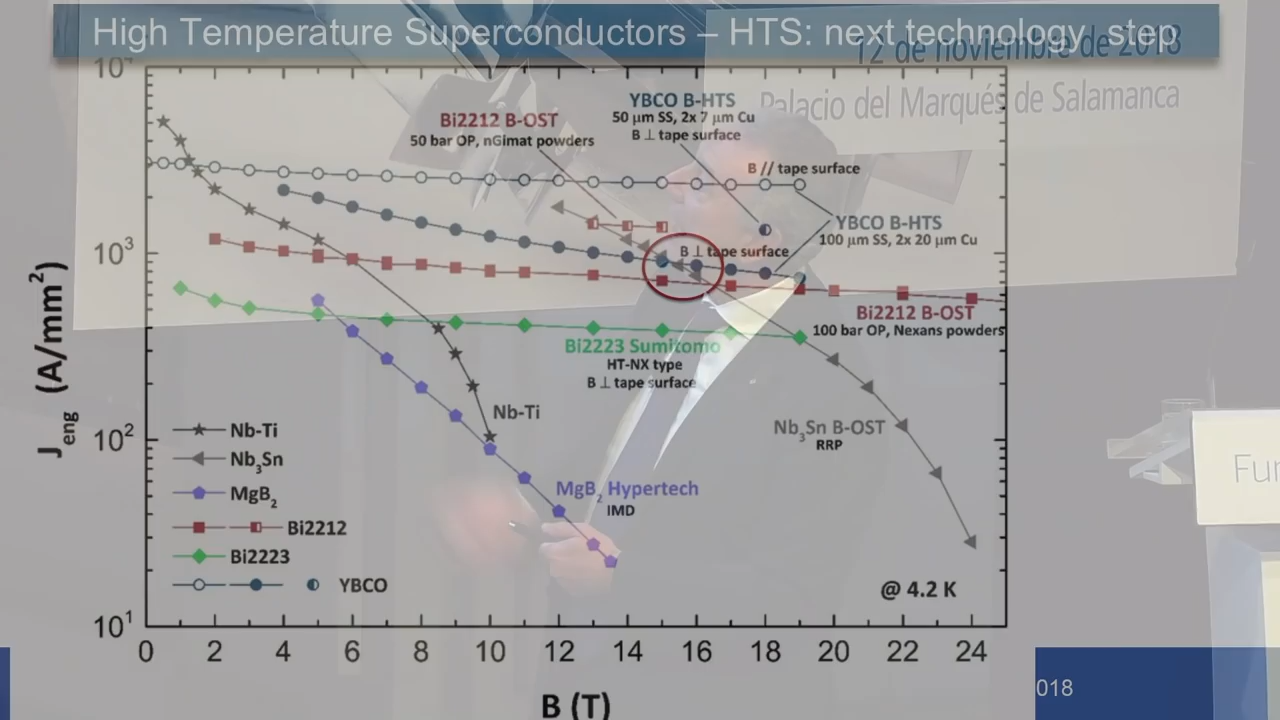 High Temperature Superconductors – HTS: next technology step
12 de noviembre de 2018
Palacio del Marqués de Salamanca
10⁴
YBCO B-HTS
50 μm SS, 2x 7 μm Cu
B ⊥ tape surface
Bi2212 B-OST
50 bar OP, nGimat powders
B // tape surface
YBCO B-HTS
100 μm SS, 2x 20 μm Cu
B ⊥ tape surface
10³
J_eng (A/mm²)
Bi2212 B-OST
100 bar OP, Nexans powders
Bi2223 Sumitomo
HT-NX type
B ⊥ tape surface
Nb-Ti
Nb₃Sn B-OST
RRP
10²
Nb-Ti
Nb₃Sn
MgB₂
Bi2212
Bi2223
YBCO
MgB₂ Hypertech
IMD
@ 4.2 K
10¹
0 2 4 6 8 10 12 14 16 18 20 22 24
B (T)
Fu
018